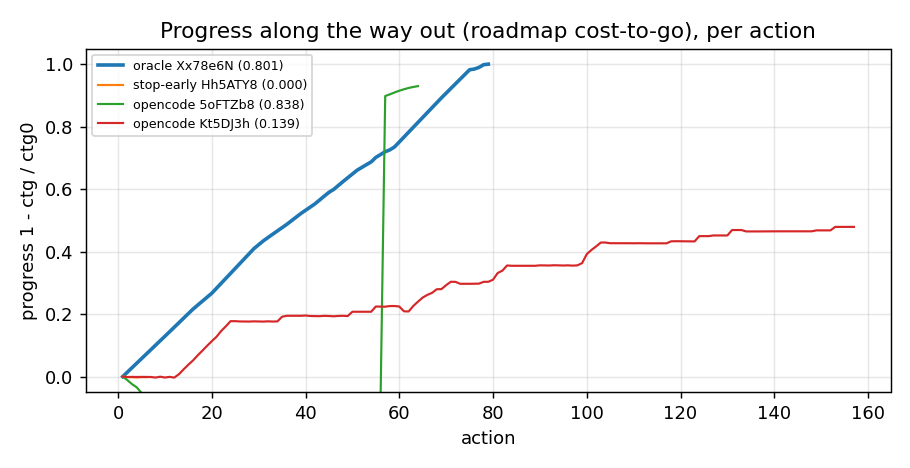 Progress along the way out (roadmap cost-to-go), per action
oracle Xx78e6N (0.801)
stop-early Hh5ATY8 (0.000)
opencode 5oFTZb8 (0.838)
opencode Kt5DJ3h (0.139)
progress 1 - ctg / ctg0
1.0
0.8
0.6
0.4
0.2
0.0
0 20 40 60 80 100 120 140 160
action